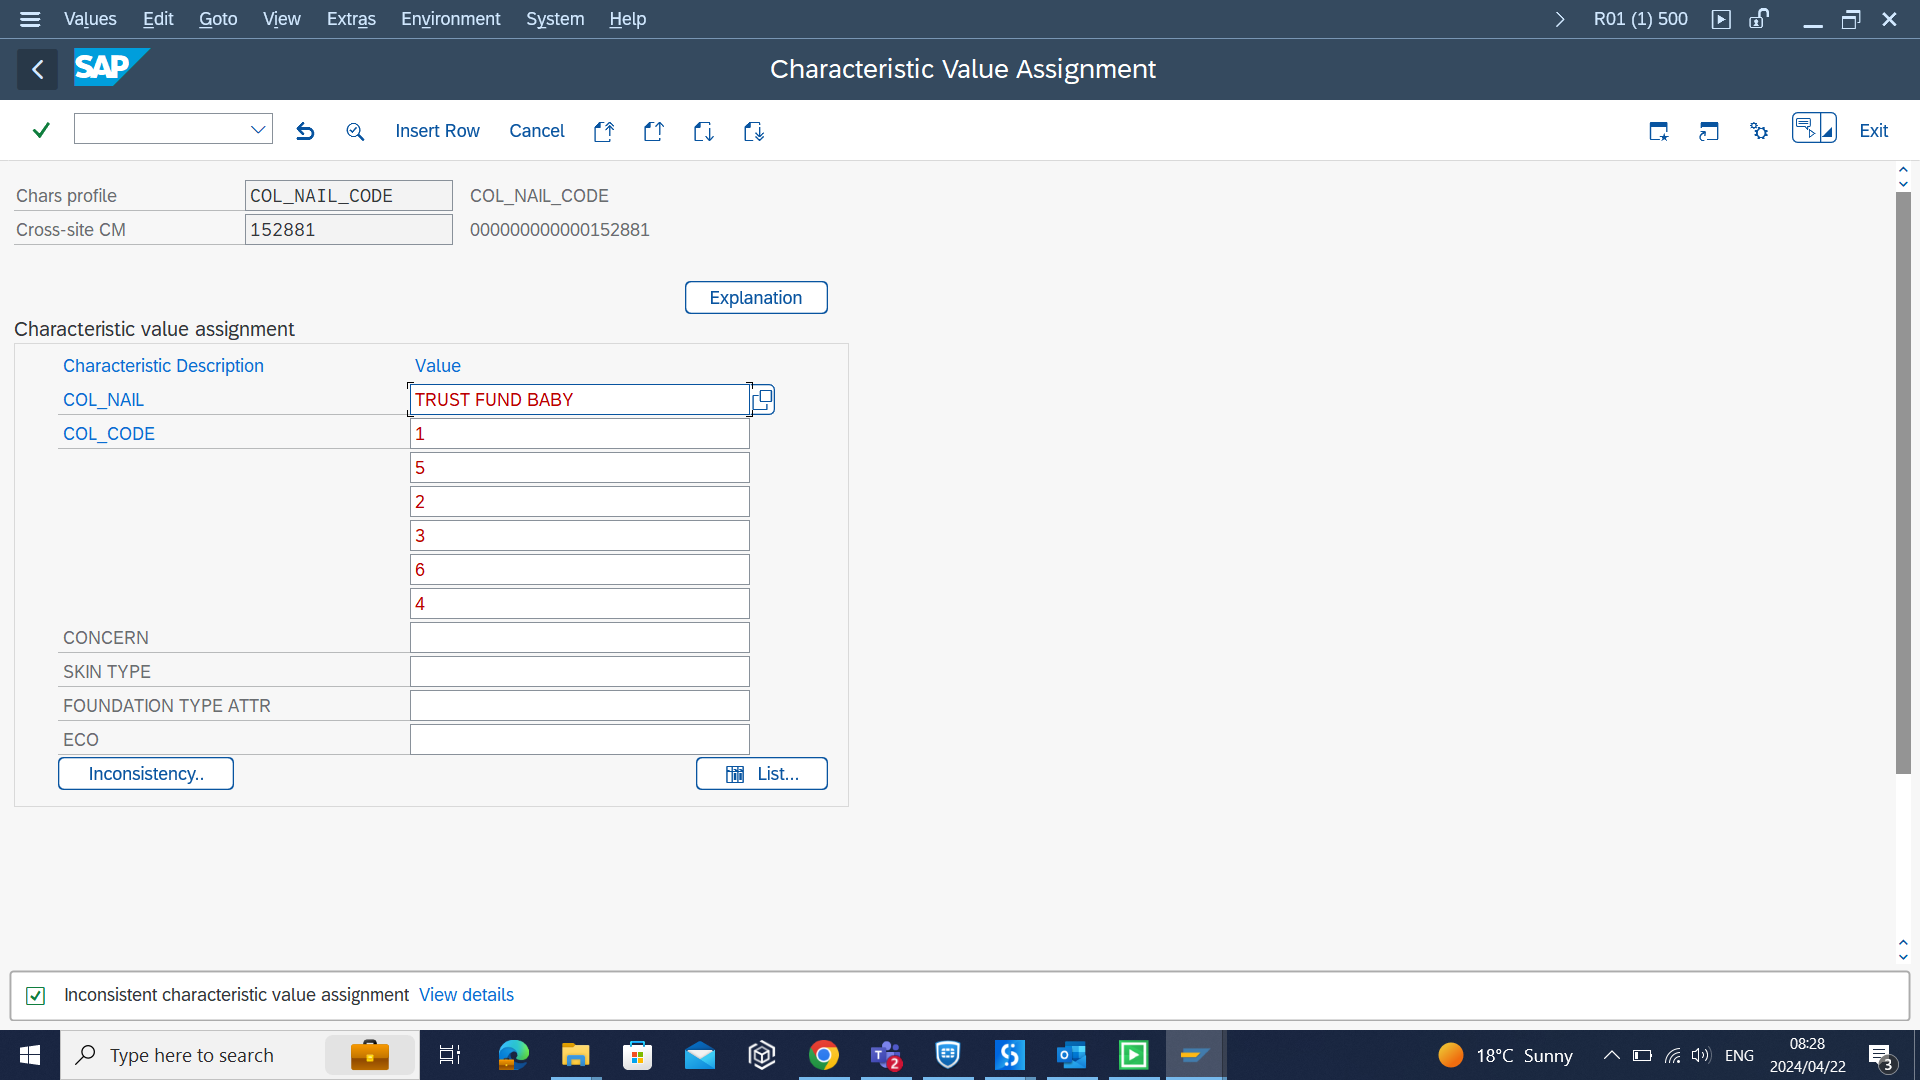 Values Edit Goto View Extras Environment System Help R01 (1) 500
SAP Characteristic Value Assignment
Insert Row Cancel Exit
Chars profile COL_NAIL_CODE COL_NAIL_CODE
Cross-site CM 152881 000000000000152881
Explanation
Characteristic value assignment
Characteristic Description Value
COL_NAIL TRUST FUND BABY
COL_CODE 1
5
2
3
6
4
CONCERN
SKIN TYPE
FOUNDATION TYPE ATTR
ECO
Inconsistency.. List...
Inconsistent characteristic value assignment View details
Type here to search T 2 18°C Sunny ENG 08:28
2024/04/22 3